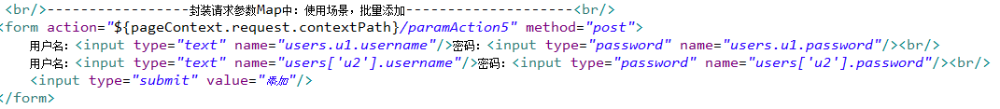 <br/>-----------------封装请求参数Map中：使用场景，批量添加--------------------<br/>
<form action="${pageContext.request.contextPath}/paramAction5" method="post">
用户名：<input type="text" name="users.u1.username"/>密码：<input type="password" name="users.u1.password"/><br/>
用户名：<input type="text" name="users['u2'].username"/>密码：<input type="password" name="users['u2'].password"/><br/>
<input type="submit" value="添加"/>
</form>